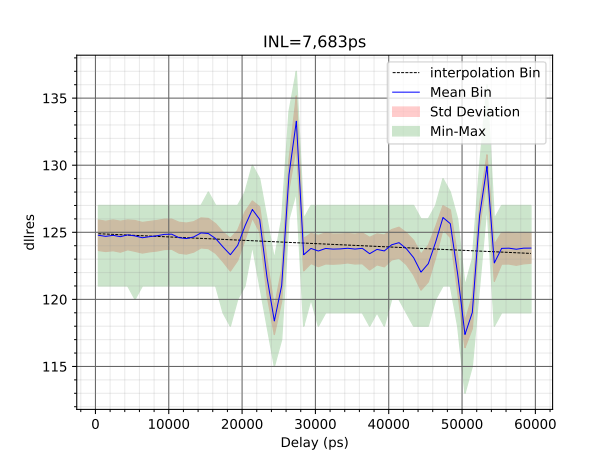 INL=7,683ps
interpolation Bin
Mean Bin
Std Deviation
Min-Max
dllres
135
130
125
120
115
0 10000 20000 30000 40000 50000 60000
Delay (ps)